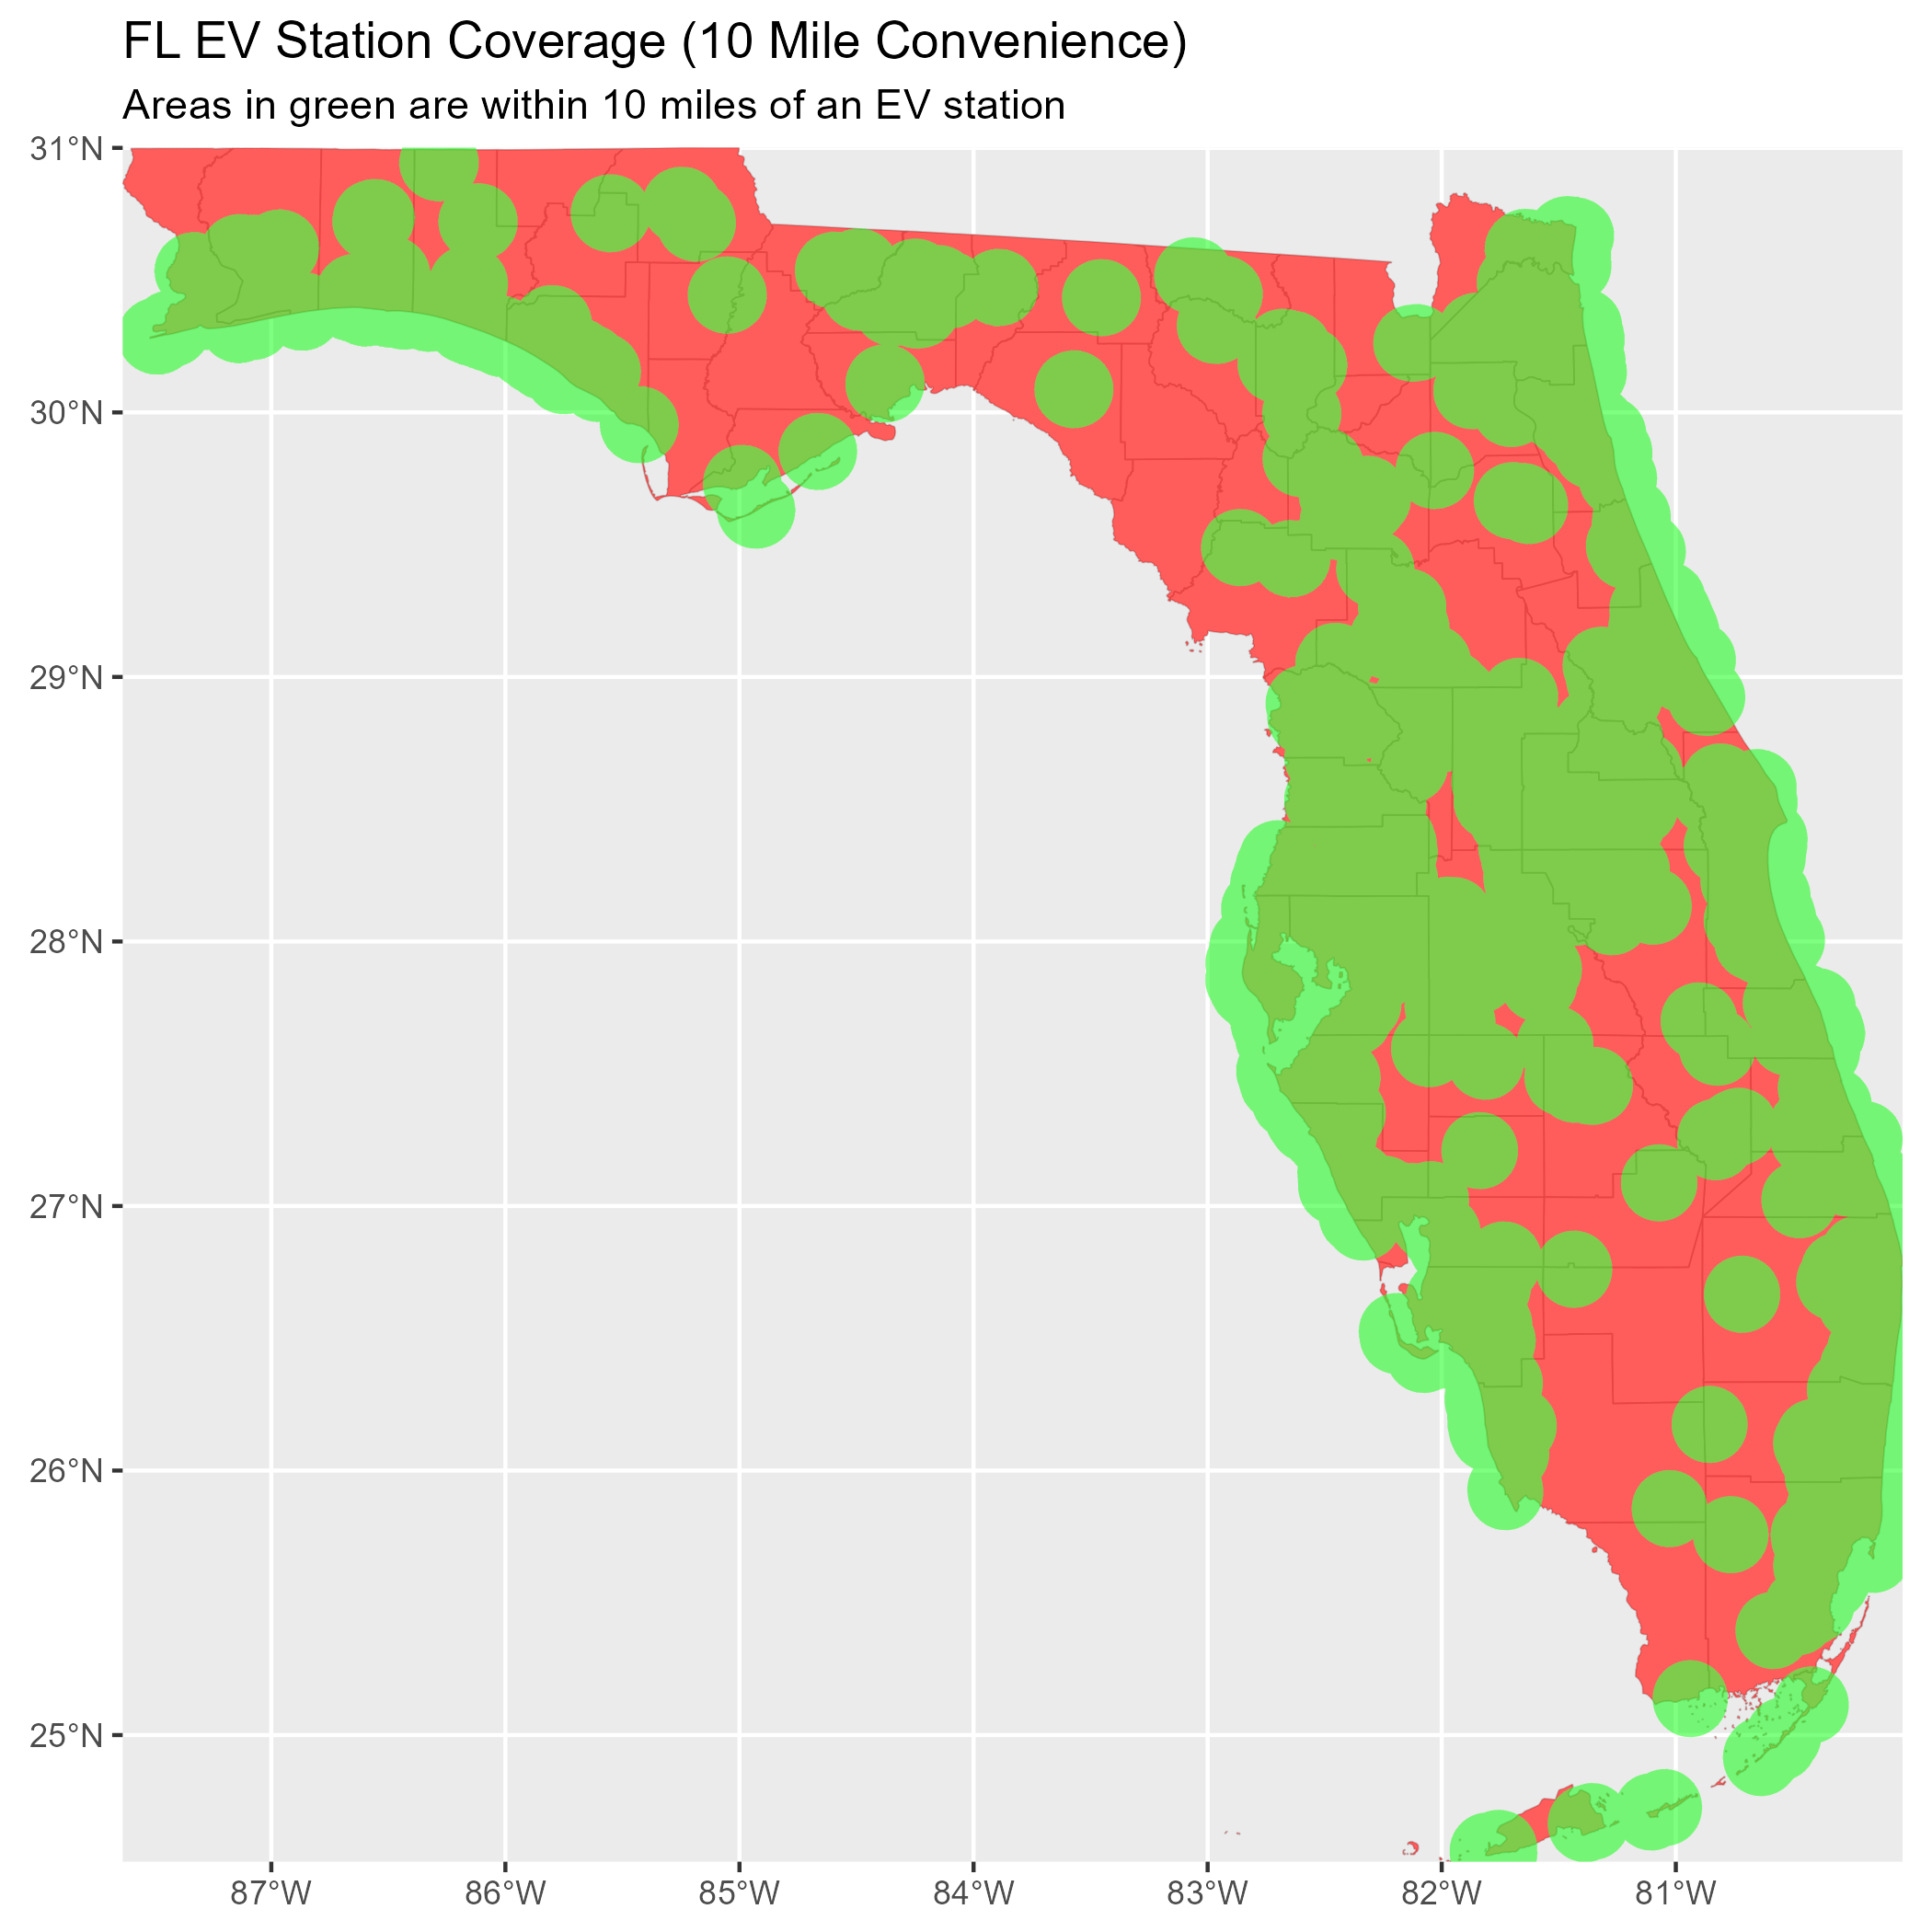 FL EV Station Coverage (10 Mile Convenience)
Areas in green are within 10 miles of an EV station
31°N
30°N
29°N
28°N
27°N
26°N
25°N
87°W
86°W
85°W
84°W
83°W
82°W
81°W